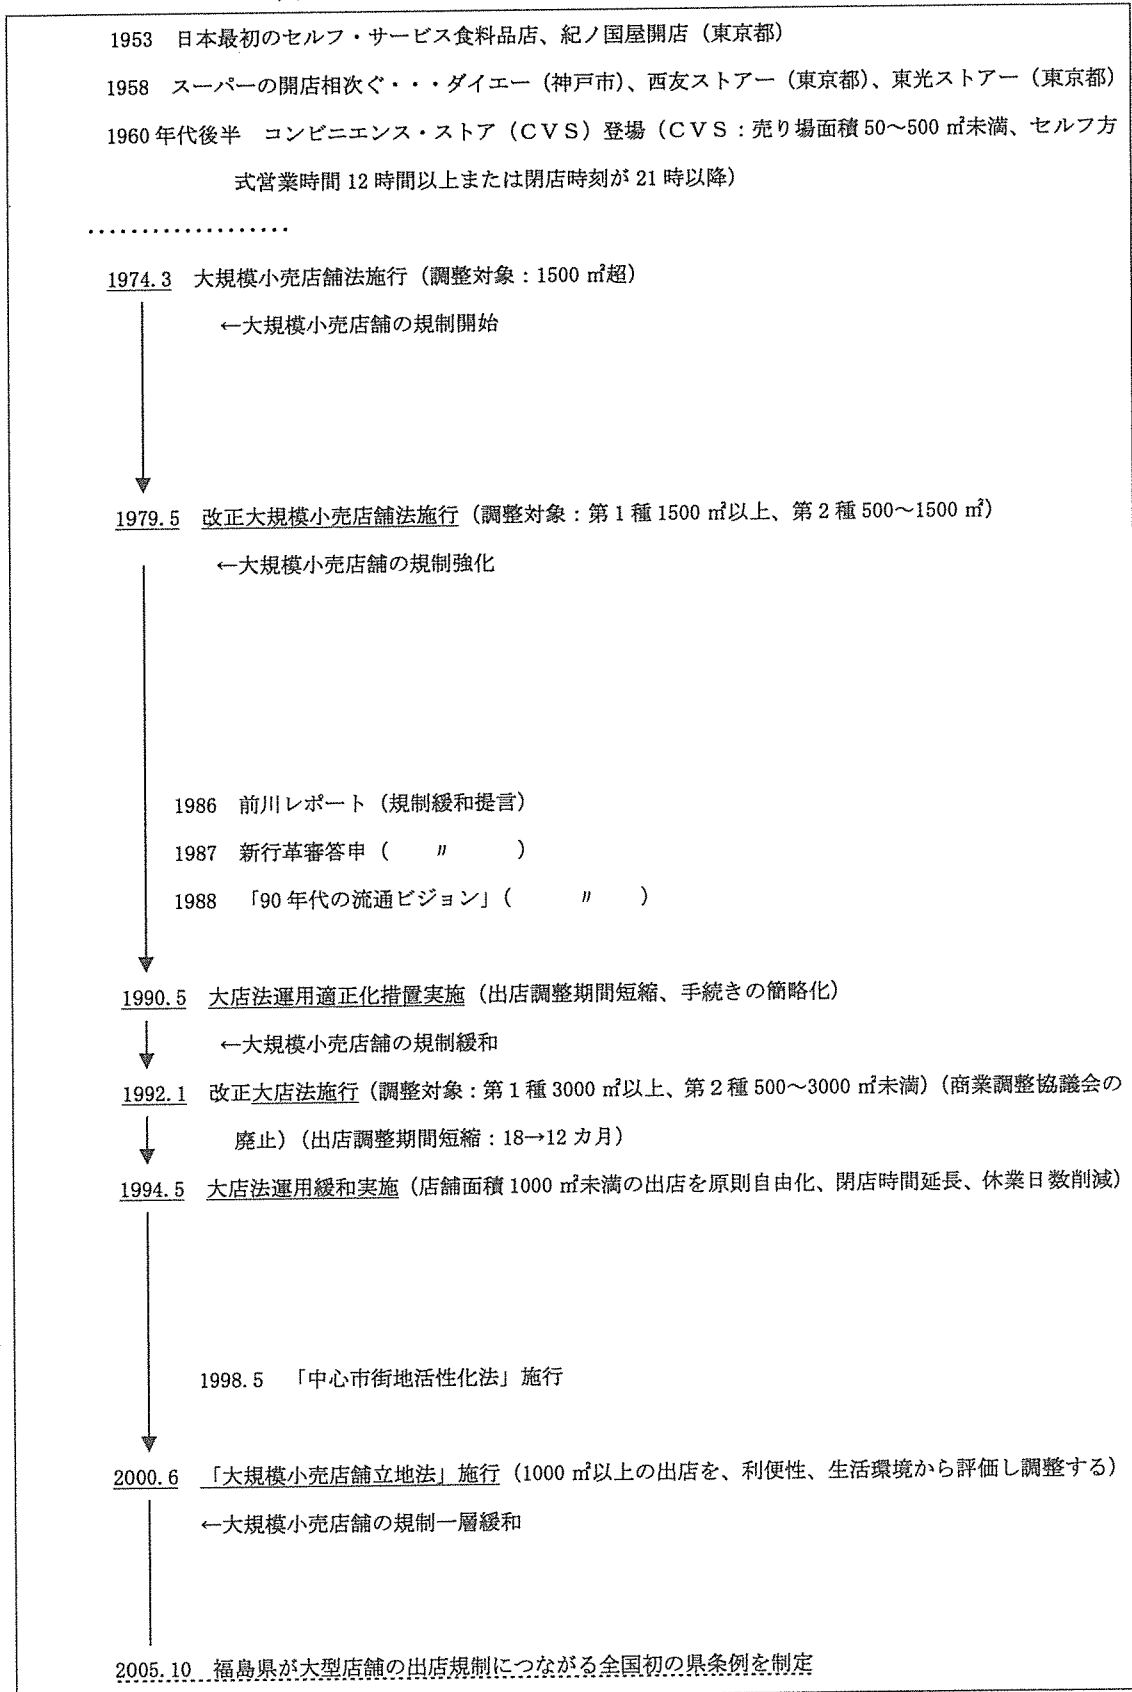 1953　日本最初のセルフ・サービス食料品店、紀ノ国屋開店（東京都）
1958　スーパーの開店相次ぐ・・・ダイエー（神戸市）、西友ストアー（東京都）、東光ストアー（東京都）
1960年代後半　コンビニエンス・ストア（ＣＶＳ）登場（ＣＶＳ：売り場面積50～500㎡未満、セルフ方
式営業時間12時間以上または閉店時刻が21時以降）
...................
1974.3　大規模小売店舗法施行（調整対象：1500㎡超）
←大規模小売店舗の規制開始
1979.5　改正大規模小売店舗法施行（調整対象：第１種1500㎡以上、第２種500～1500㎡）
←大規模小売店舗の規制強化
1986　前川レポート（規制緩和提言）
1987　新行革審答申（　　〃　　）
1988　「90年代の流通ビジョン」（　　〃　　）
1990.5　大店法運用適正化措置実施（出店調整期間短縮、手続きの簡略化）
←大規模小売店舗の規制緩和
1992.1　改正大店法施行（調整対象：第１種3000㎡以上、第２種500～3000㎡未満）（商業調整協議会の
廃止）（出店調整期間短縮：18→12カ月）
1994.5　大店法運用緩和実施（店舗面積1000㎡未満の出店を原則自由化、閉店時間延長、休業日数削減）
1998.5　「中心市街地活性化法」施行
2000.6　「大規模小売店舗立地法」施行（1000㎡以上の出店を、利便性、生活環境から評価し調整する）
←大規模小売店舗の規制一層緩和
2005.10　福島県が大型店舗の出店規制につながる全国初の県条例を制定